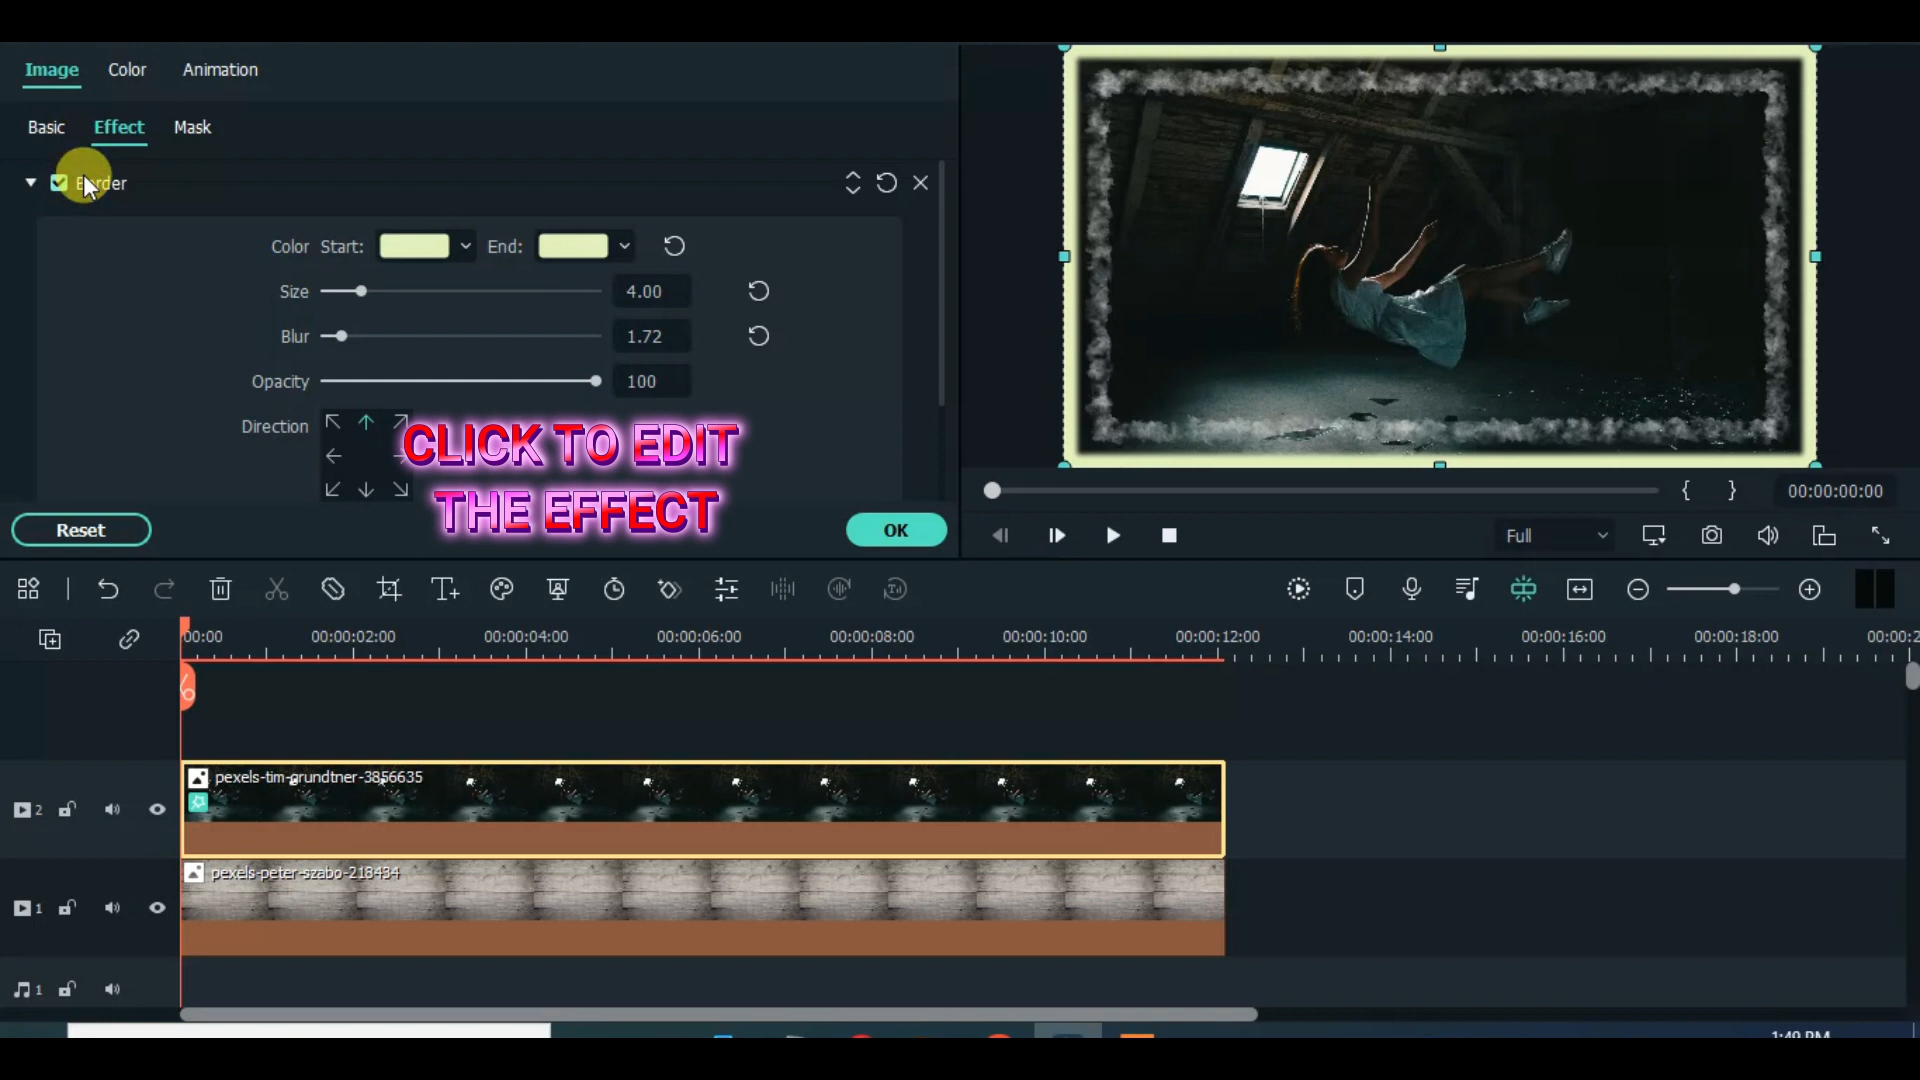 Image Color Animation
Basic Effect Mask
Border
Color Start: End:
Size 4.00
Blur 1.72
Opacity 100
Direction
CLICK TO EDIT
THE EFFECT
Reset OK
{ } 00:00:00:00
Full
00:00 00:00:02:00 00:00:04:00 00:00:06:00 00:00:08:00 00:00:10:00 00:00:12:00 00:00:14:00 00:00:16:00 00:00:18:00 00:00:2
pexels-tim-grundtner-3856635
2
pexels-peter-szabo-218434
1
1
1:49 PM